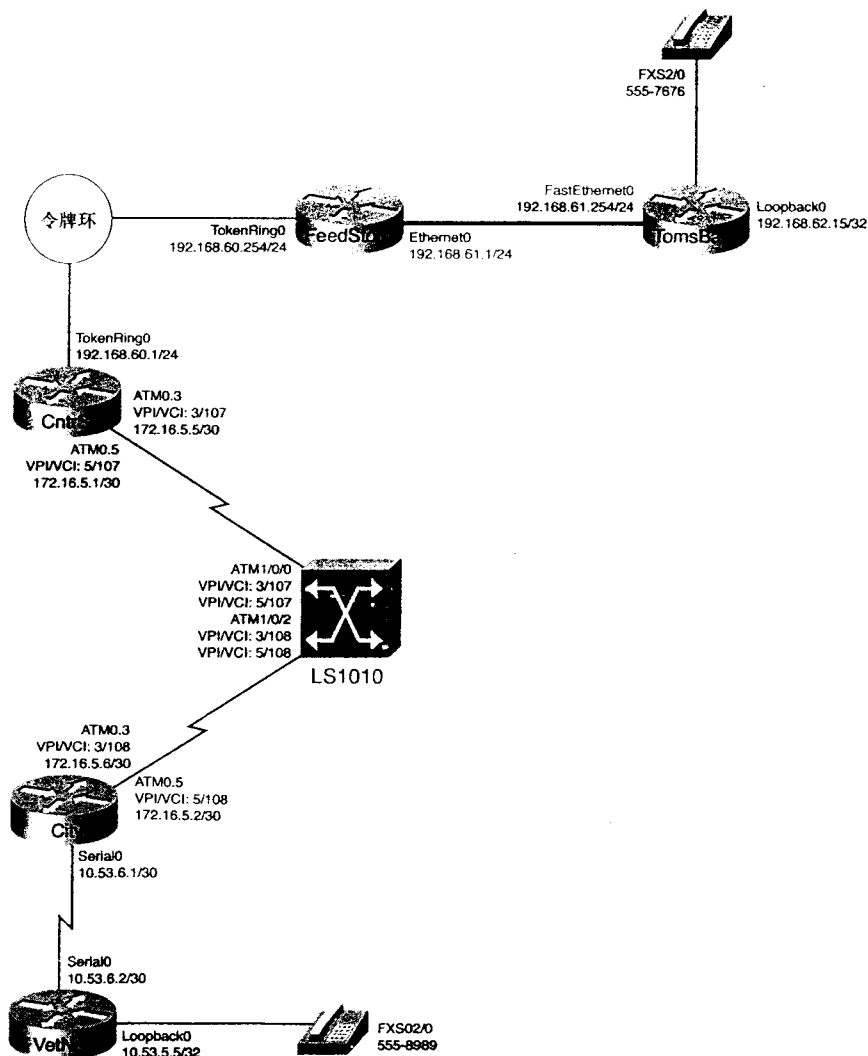 FXS2/0
555-7676
令牌环
TokenRing0
192.168.60.254/24
Ethernet0
192.168.61.1/24
FastEthernet0
192.168.61.254/24
Loopback0
192.168.62.15/32
TokenRing0
192.168.60.1/24
ATM0.3
VPI/VCI: 3/107
172.16.5.5/30
ATM0.5
VPI/VCI: 5/107
172.16.5.1/30
ATM1/0/0
VPI/VCI: 3/107
VPI/VCI: 5/107
ATM1/0/2
VPI/VCI: 3/108
VPI/VCI: 5/108
LS1010
ATM0.3
VPI/VCI: 3/108
172.16.5.6/30
ATM0.5
VPI/VCI: 5/108
172.16.5.2/30
City
Serial0
10.53.6.1/30
Serial0
10.53.6.2/30
Loopback0
10.53.5.5/32
FXS02/0
555-8989